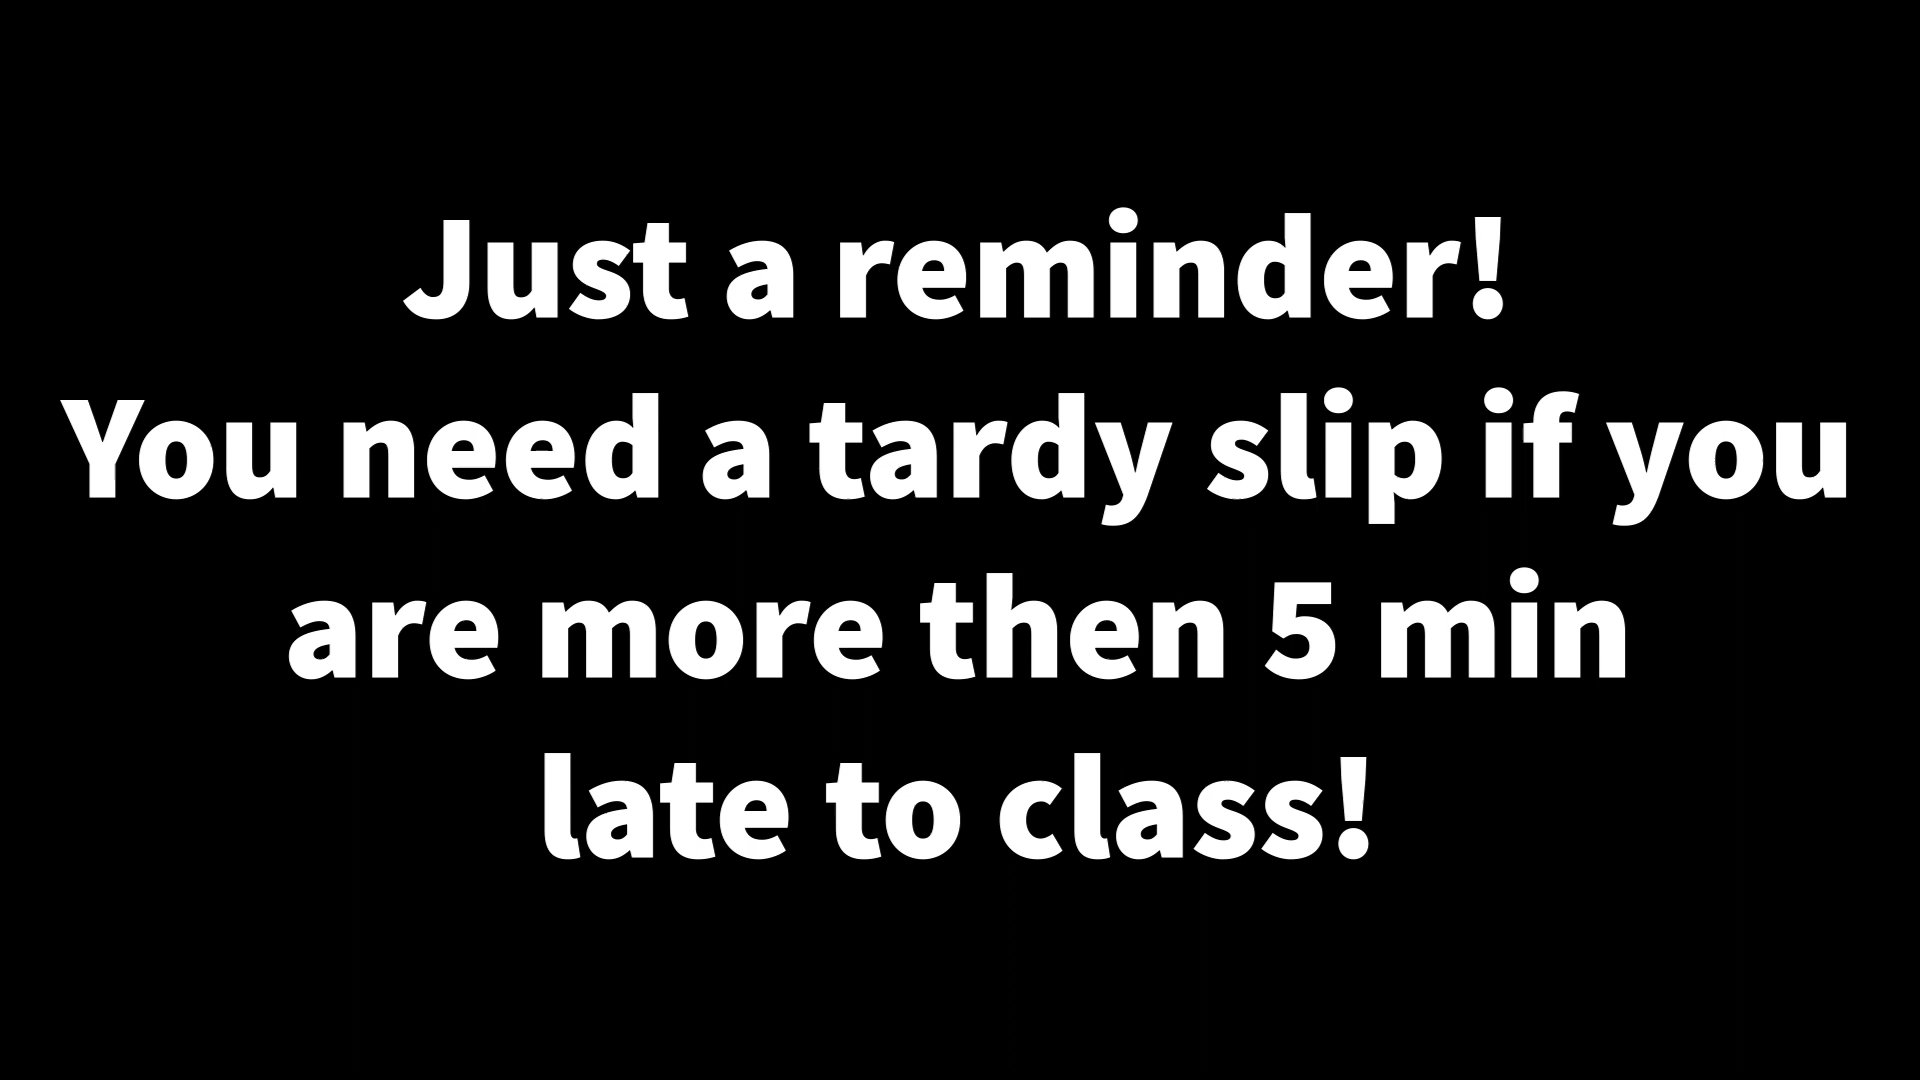 Just a reminder!
You need a tardy slip if you
are more then 5 min
late to class!